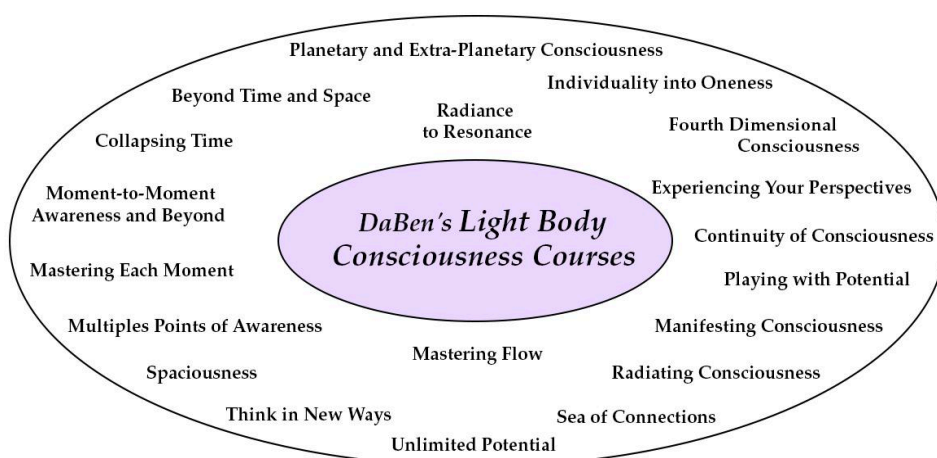 Planetary and Extra-Planetary Consciousness
Individuality into Oneness
Beyond Time and Space
Radiance
to Resonance
Fourth Dimensional
Consciousness
Collapsing Time
Experiencing Your Perspectives
Moment-to-Moment
Awareness and Beyond
DaBen's Light Body
Consciousness Courses
Continuity of Consciousness
Mastering Each Moment
Playing with Potential
Multiples Points of Awareness
Manifesting Consciousness
Mastering Flow
Spaciousness
Radiating Consciousness
Think in New Ways
Sea of Connections
Unlimited Potential